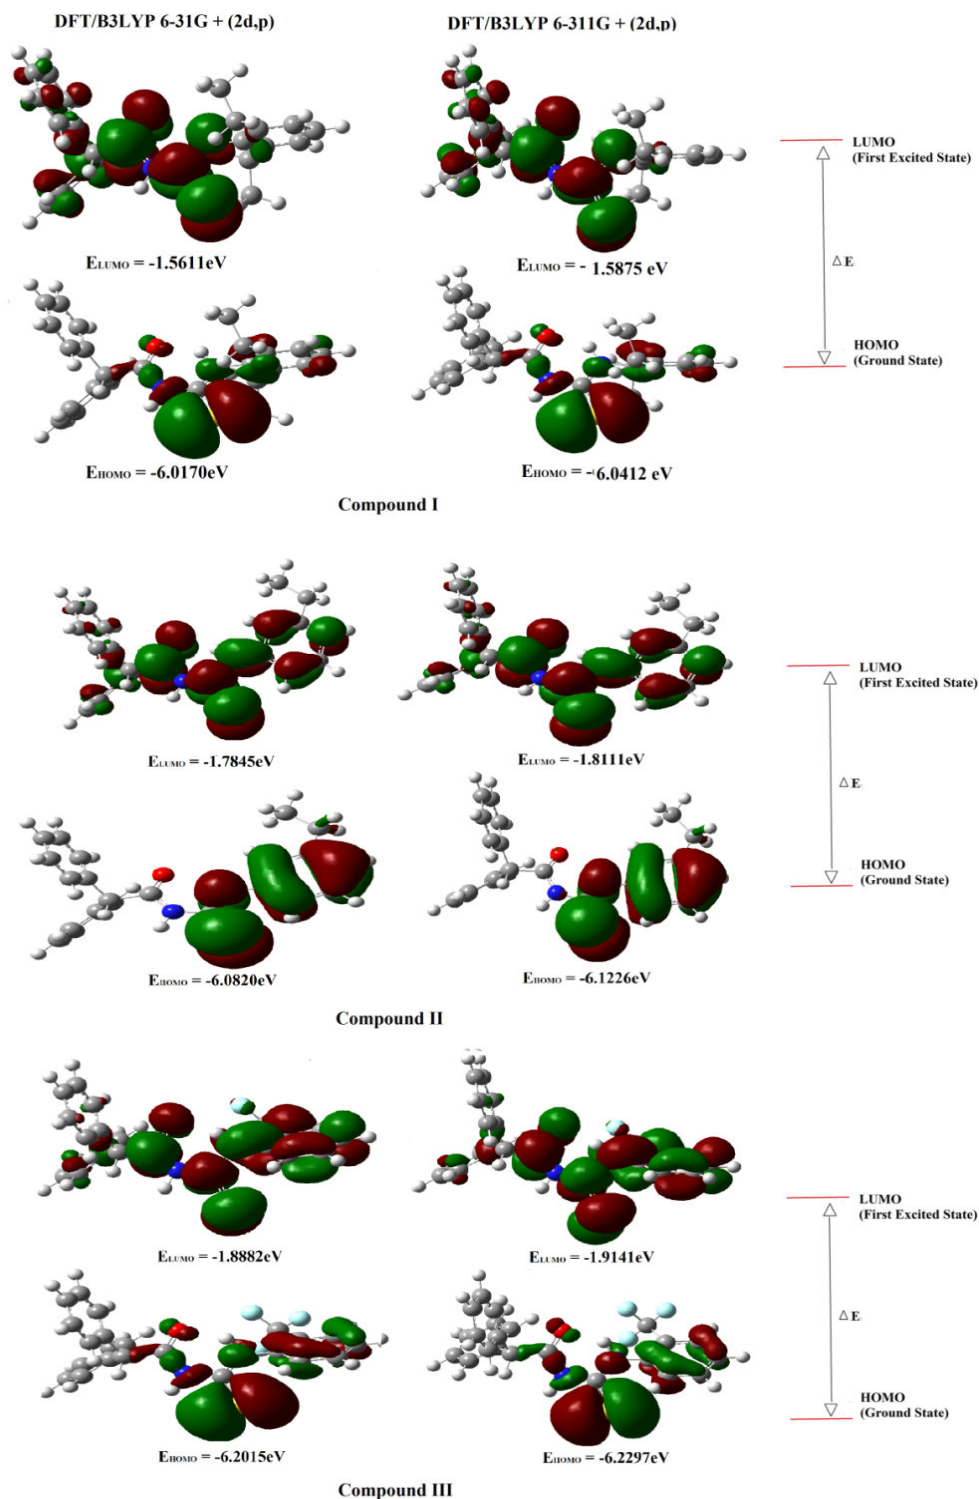 DFT/B3LYP 6-31G + (2d,p)
DFT/B3LYP 6-311G + (2d,p)
LUMO
(First Excited State)
ELUMO = -1.5611eV
ELUMO = - 1.5875 eV
△ E
HOMO
(Ground State)
EHOMO = -6.0170eV
EHOMO = -6.0412 eV
Compound I
LUMO
(First Excited State)
ELUMO = -1.7845eV
ELUMO = -1.8111eV
△ E
HOMO
(Ground State)
EHOMO = -6.0820eV
EHOMO = -6.1226eV
Compound II
LUMO
(First Excited State)
ELUMO = -1.8882eV
ELUMO = -1.9141eV
△ E
HOMO
(Ground State)
EHOMO = -6.2015eV
EHOMO = -6.2297eV
Compound III